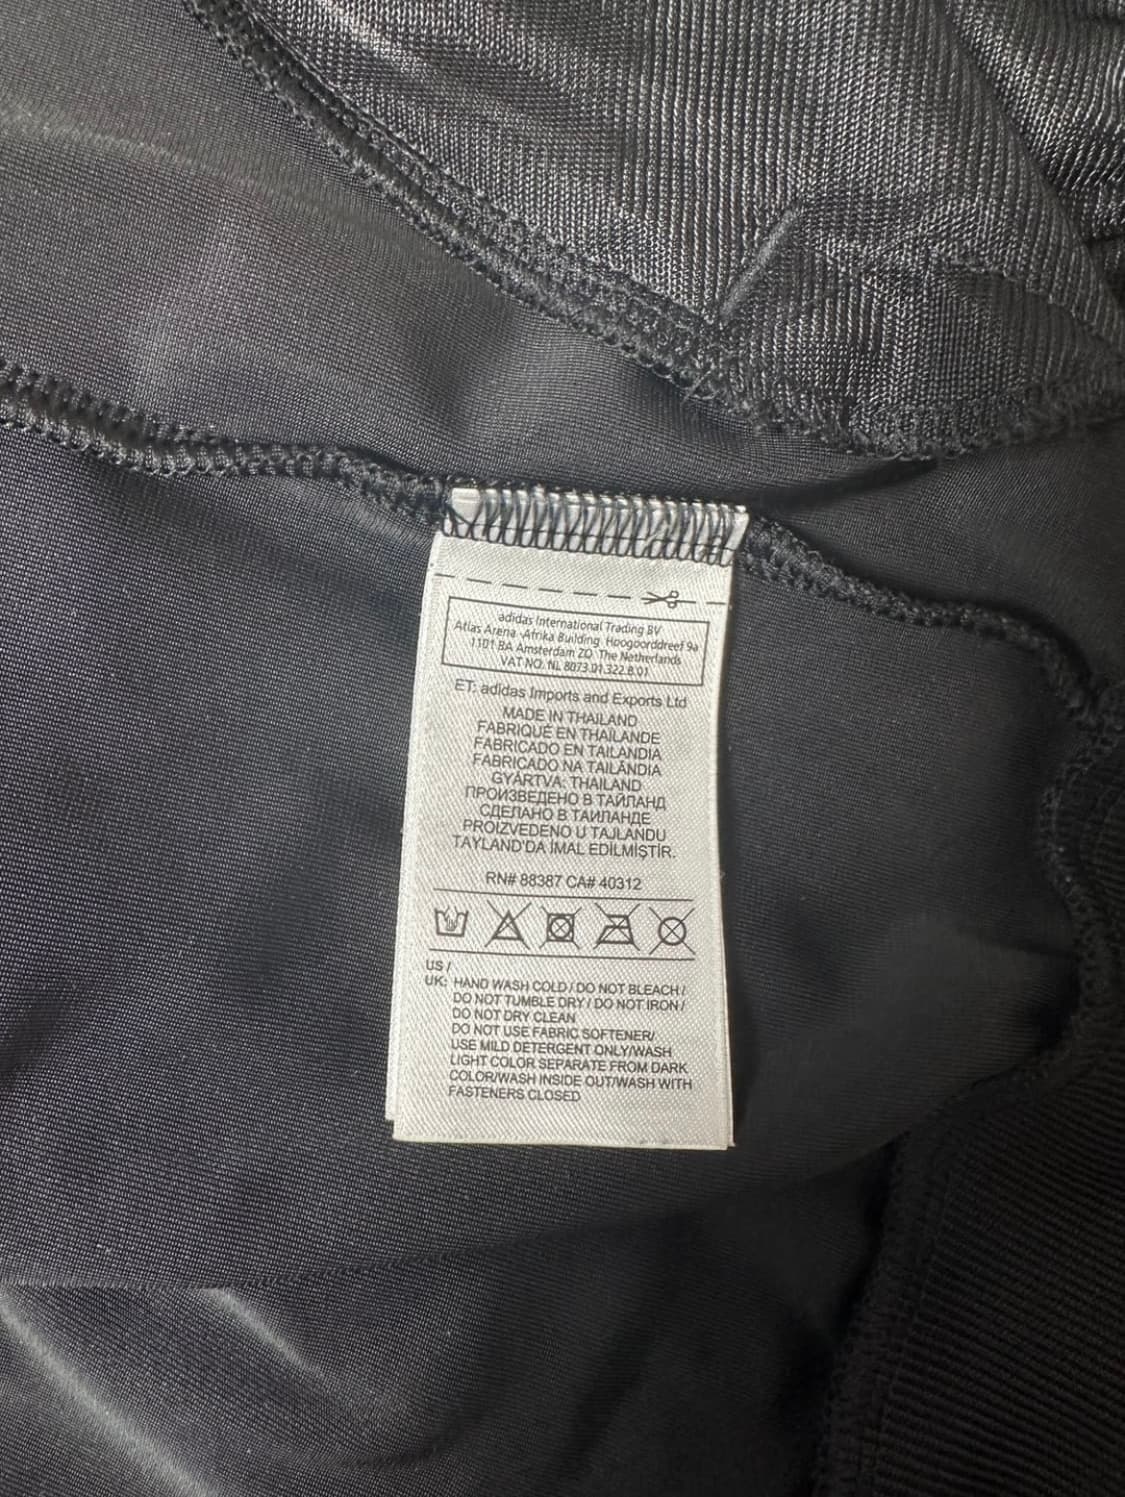 adidas International Trading BV
Atlas Arena -Afrika Building Hoogoorddreef 9a
1101 BA Amsterdam ZO, The Netherlands
VAT NO. NL 8073.01.322.B.01
ET: adidas Imports and Exports Ltd
MADE IN THAILAND
FABRIQUÉ EN THAÏLANDE
FABRICADO EN TAILANDIA
FABRICADO NA TAILÂNDIA
GYÁRTVA: THAILAND
ПРОИЗВЕДЕНО В ТАЙЛАНД
СДЕЛАНО В ТАИЛАНДЕ
PROIZVEDENO U TAJLANDU
TAYLAND'DA İMAL EDİLMİŞTİR.
RN# 88387 CA# 40312
US /
UK: HAND WASH COLD / DO NOT BLEACH /
DO NOT TUMBLE DRY / DO NOT IRON /
DO NOT DRY CLEAN
DO NOT USE FABRIC SOFTENER/
USE MILD DETERGENT ONLY/WASH
LIGHT COLOR SEPARATE FROM DARK
COLOR/WASH INSIDE OUT/WASH WITH
FASTENERS CLOSED